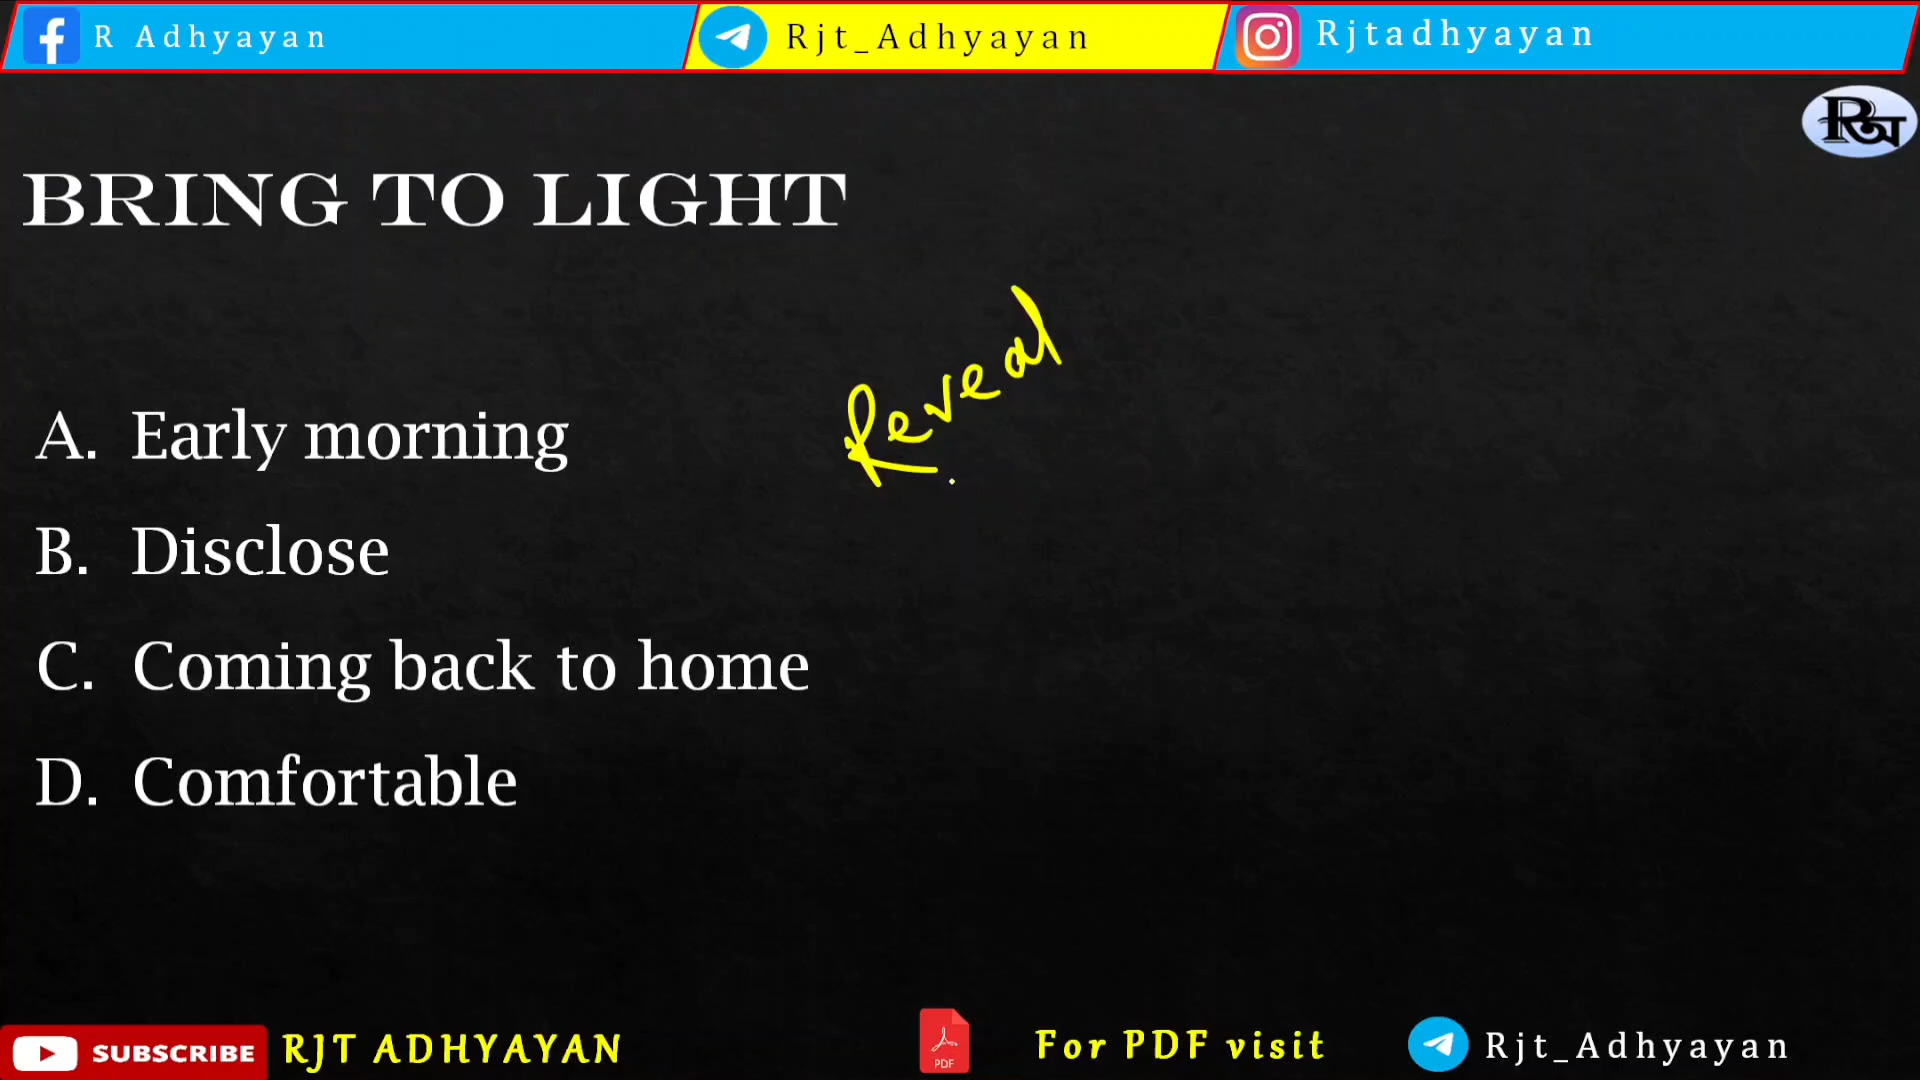 R Adhyayan
Rjt_Adhyayan
Rjtadhyayan
BRING TO LIGHT
Reveal
A. Early morning
B. Disclose
C. Coming back to home
D. Comfortable
SUBSCRIBE
RJT ADHYAYAN
PDF
For PDF visit
Rjt_Adhyayan